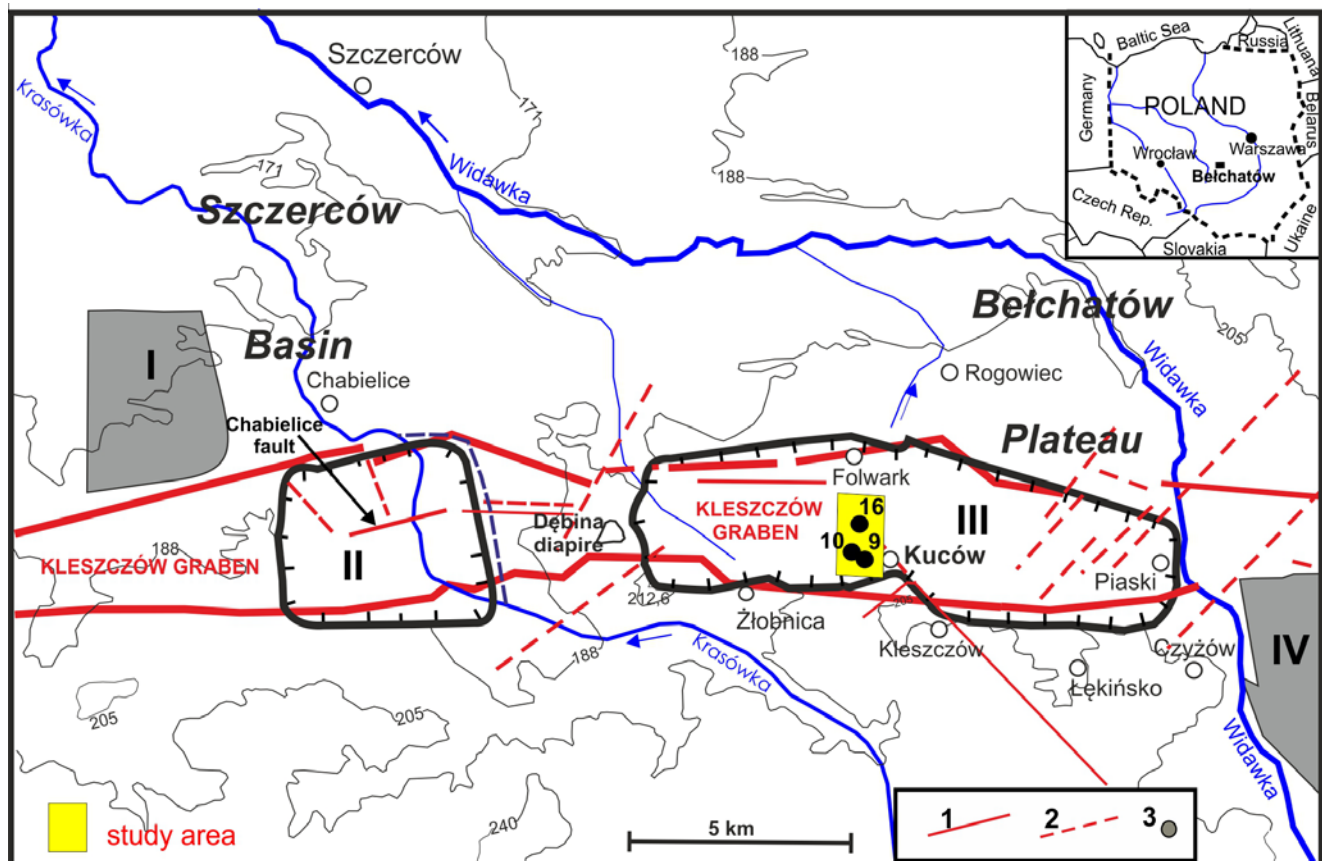 Szczerców
188
Baltic Sea
Russia
Lithuania
Krasówka
171
Germany
POLAND
Belarus
Warszawa
Wrocław
Bełchatów
Widawka
171
188
Czech Rep.
Ukaine
Slovakia
Szczerców
Bełchatów
205
Basin
I
Widawka
Chabielice
Rogowiec
Chabielice
fault
Plateau
Folwark
KLESZCZÓW
GRABEN
16
III
Dębina
diapire
10
9
Kuców
188
KLESZCZÓW GRABEN
II
Piaski
212,6
Żłobnica
205
Kleszczów
Czyżów
IV
188
Krasówka
Łękińsko
205
205
Widawka
240
study area
5 km
1
2
3